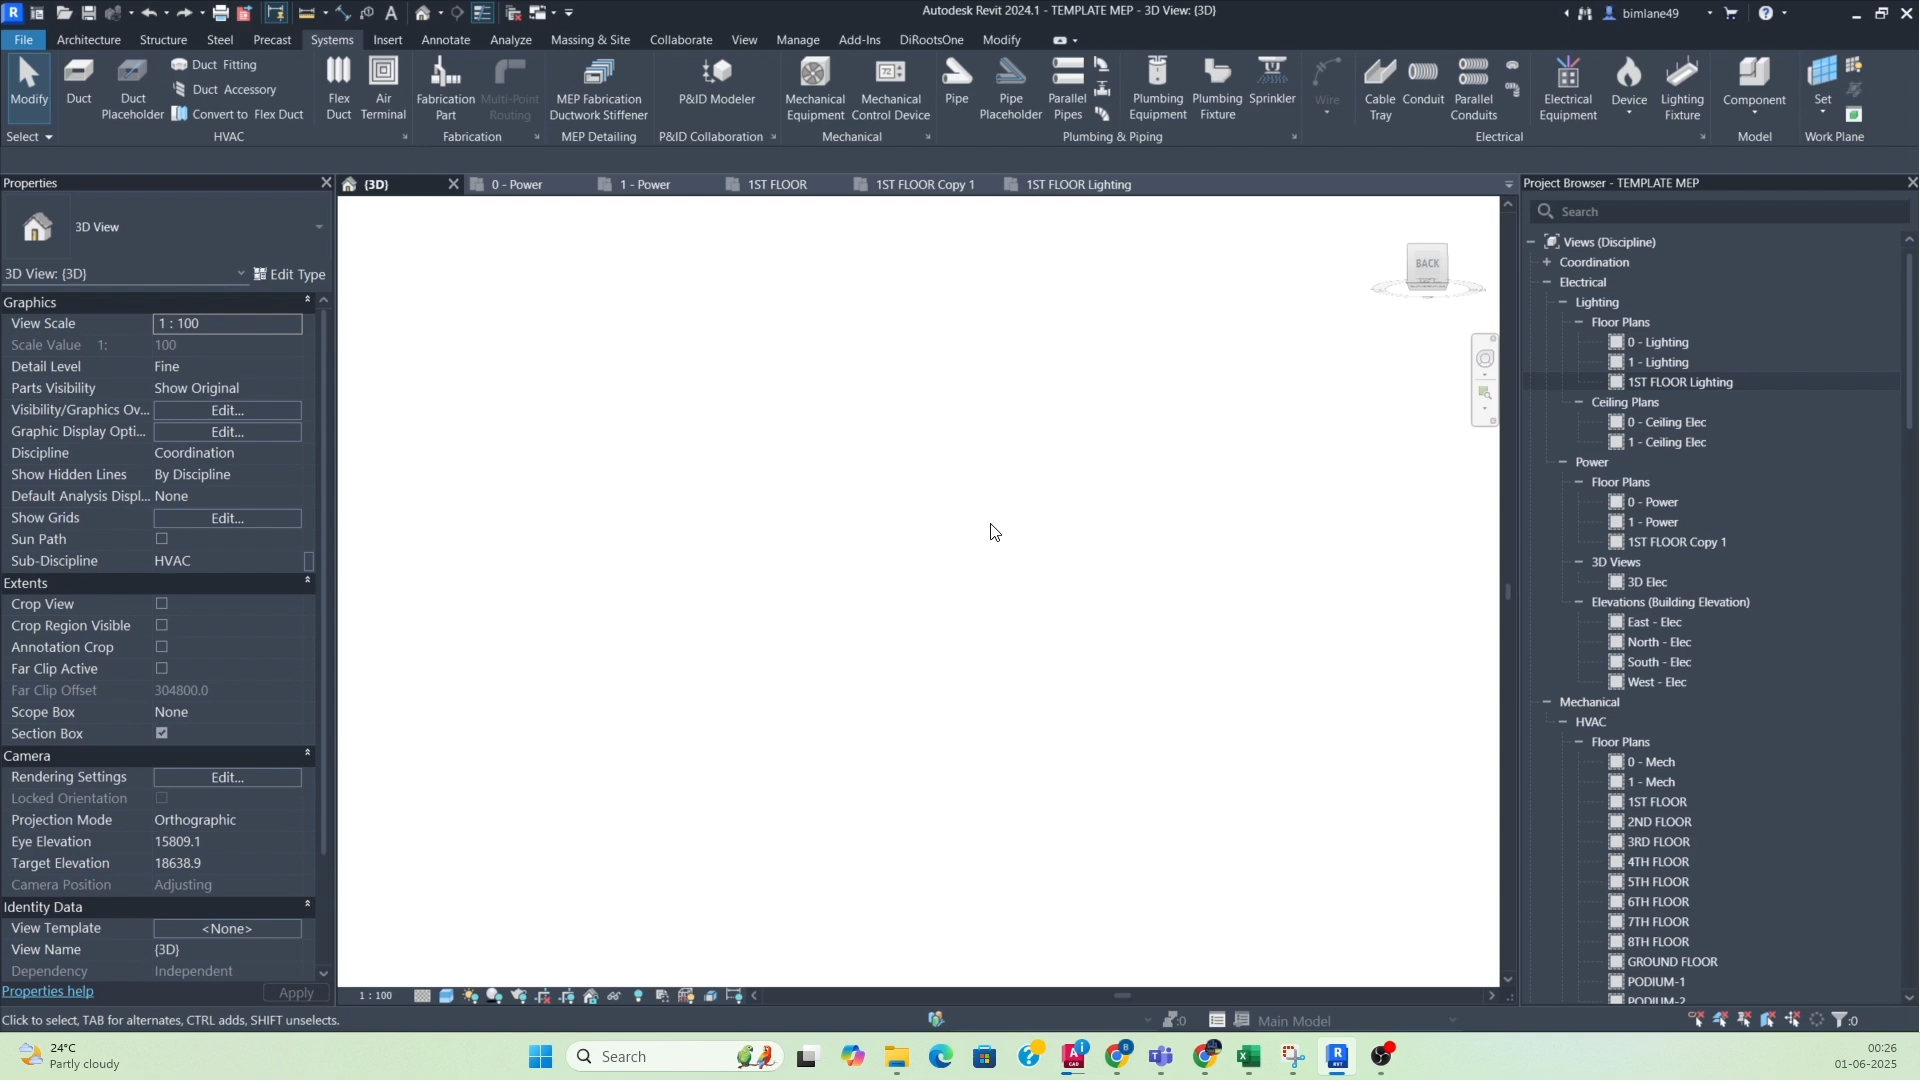 Autodesk Revit 2024.1 - TEMPLATE MEP - 3D View: {3D}
bimlane49
File Architecture Structure Steel Precast Systems Insert Annotate Analyze Massing & Site Collaborate View Manage Add-Ins DiRootsOne Modify
Modify
Select
Duct
Duct Placeholder
Duct Fitting
Duct Accessory
Convert to Flex Duct
Flex Duct
Air Terminal
HVAC
Fabrication Part
Multi-Point Routing
Fabrication
MEP Fabrication Ductwork Stiffener
MEP Detailing
P&ID Modeler
P&ID Collaboration
Mechanical Equipment
Mechanical Control Device
Mechanical
Pipe
Pipe Placeholder
Parallel Pipes
Plumbing Equipment
Plumbing Fixture
Sprinkler
Plumbing & Piping
Wire
Cable Tray
Conduit
Parallel Conduits
Electrical Equipment
Device
Lighting Fixture
Electrical
Component
Model
Set
Work Plane
Properties
3D View
3D View: {3D}
Edit Type
Graphics
View Scale 1 : 100
Scale Value 1: 100
Detail Level Fine
Parts Visibility Show Original
Visibility/Graphics Ov... Edit...
Graphic Display Opti... Edit...
Discipline Coordination
Show Hidden Lines By Discipline
Default Analysis Displ... None
Show Grids Edit...
Sun Path
Sub-Discipline HVAC
Extents
Crop View
Crop Region Visible
Annotation Crop
Far Clip Active
Far Clip Offset 304800.0
Scope Box None
Section Box
Camera
Rendering Settings Edit...
Locked Orientation
Projection Mode Orthographic
Eye Elevation 15809.1
Target Elevation 18638.9
Camera Position Adjusting
Identity Data
View Template <None>
View Name {3D}
Dependency Independent
Properties help
Apply
{3D} 0 - Power 1 - Power 1ST FLOOR 1ST FLOOR Copy 1 1ST FLOOR Lighting
BACK
1 : 100
Project Browser - TEMPLATE MEP
Search
Views (Discipline)
Coordination
Electrical
Lighting
Floor Plans
0 - Lighting
1 - Lighting
1ST FLOOR Lighting
Ceiling Plans
0 - Ceiling Elec
1 - Ceiling Elec
Power
Floor Plans
0 - Power
1 - Power
1ST FLOOR Copy 1
3D Views
3D Elec
Elevations (Building Elevation)
East - Elec
North - Elec
South - Elec
West - Elec
Mechanical
HVAC
Floor Plans
0 - Mech
1 - Mech
1ST FLOOR
2ND FLOOR
3RD FLOOR
4TH FLOOR
5TH FLOOR
6TH FLOOR
7TH FLOOR
8TH FLOOR
GROUND FLOOR
PODIUM-1
PODIUM-2
Click to select, TAB for alternates, CTRL adds, SHIFT unselects.
:0
Main Model
:0
24°C
Partly cloudy
Search
00:26
01-06-2025